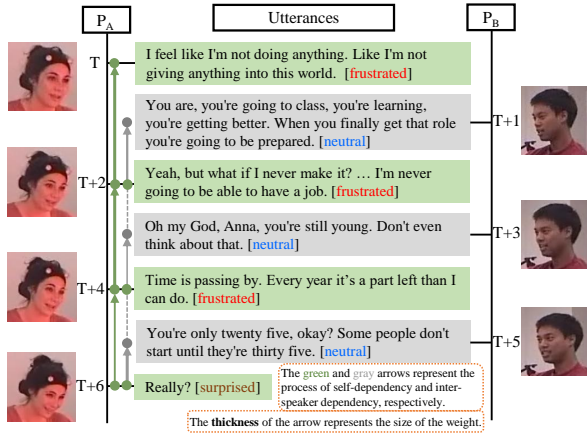 P_A
Utterances
P_B
T
I feel like I'm not doing anything. Like I'm not
giving anything into this world. [frustrated]
You are, you're going to class, you're learning,
you're getting better. When you finally get that role
you're going to be prepared. [neutral]
T+1
T+2
Yeah, but what if I never make it? … I'm never
going to be able to have a job. [frustrated]
Oh my God, Anna, you're still young. Don't even
think about that. [neutral]
T+3
T+4
Time is passing by. Every year it’s a part left than I
can do. [frustrated]
You're only twenty five, okay? Some people don't
start until they're thirty five. [neutral]
T+5
T+6
Really? [surprised]
The green and gray arrows represent the
process of self-dependency and inter-
speaker dependency, respectively.
The thickness of the arrow represents the size of the weight.